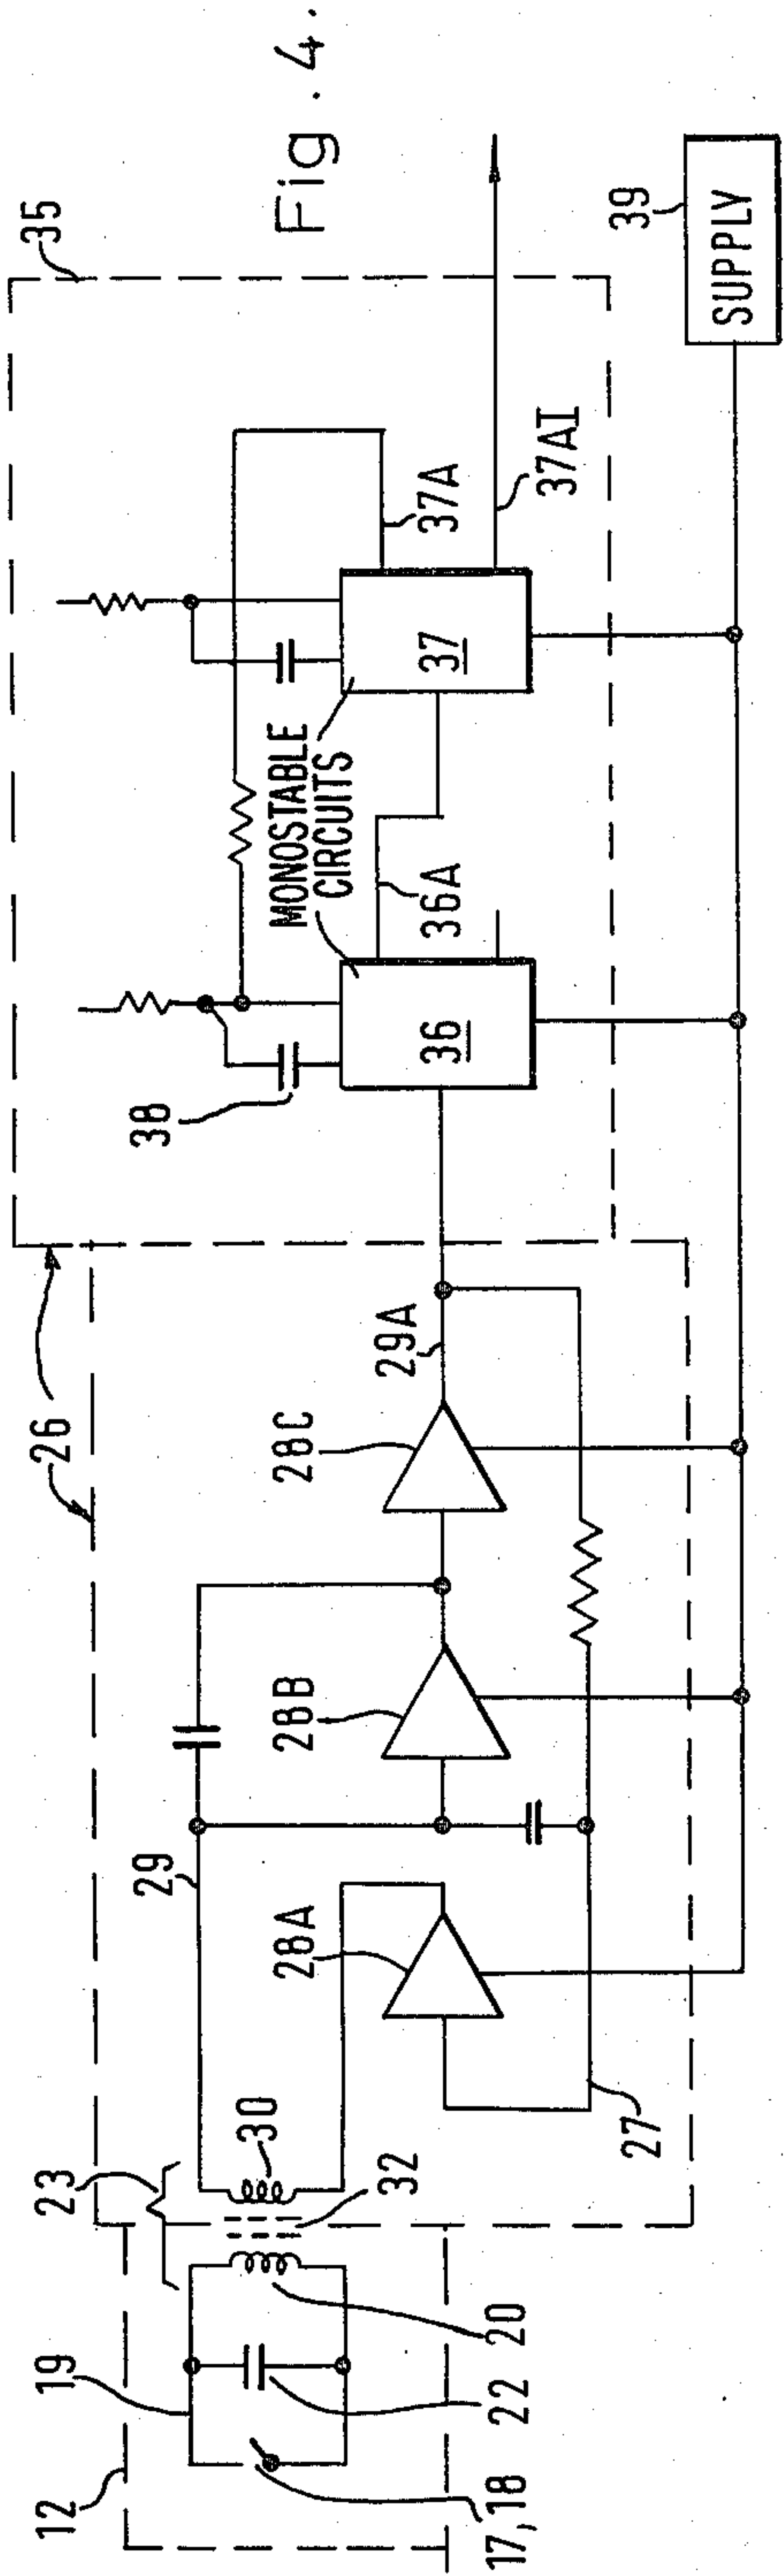 Fig. 4.
12
19
23
29
26
38
35
17,18
22
20
32
30
28A
28B
28C
29A
27
MONOSTABLE
CIRCUITS
36
36A
37
37A
37AI
39
SUPPLY